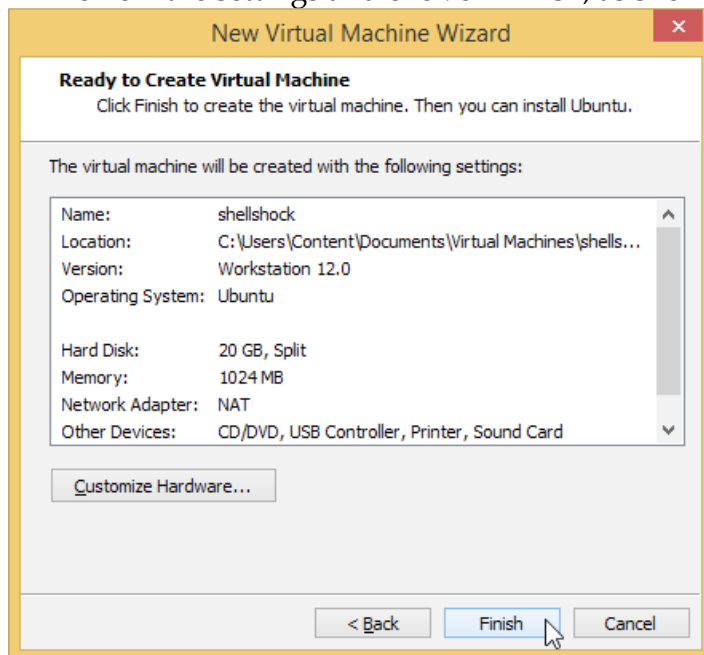 New Virtual Machine Wizard
Ready to Create Virtual Machine
Click Finish to create the virtual machine. Then you can install Ubuntu.
The virtual machine will be created with the following settings:
Name: shellshock
Location: C:\Users\Content\Documents\Virtual Machines\shells...
Version: Workstation 12.0
Operating System: Ubuntu
Hard Disk: 20 GB, Split
Memory: 1024 MB
Network Adapter: NAT
Other Devices: CD/DVD, USB Controller, Printer, Sound Card
Customize Hardware...
< Back Finish Cancel